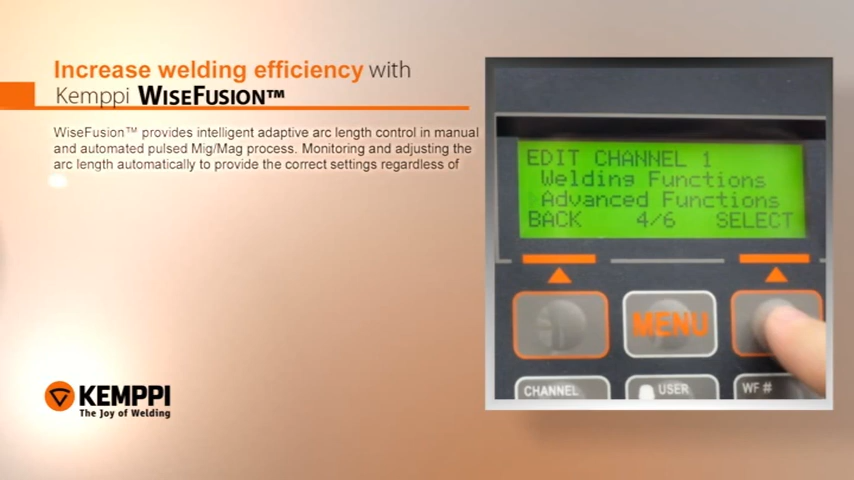 Increase welding efficiency with
Kemppi WISEFUSION™
WiseFusion™ provides intelligent adaptive arc length control in manual
and automated pulsed Mig/Mag process. Monitoring and adjusting the
arc length automatically to provide the correct settings regardless of
EDIT CHANNEL 1
Welding Functions
Advanced Functions
BACK 4/6 SELECT
MENU
CHANNEL USER WF #
KEMPPI
The Joy of Welding